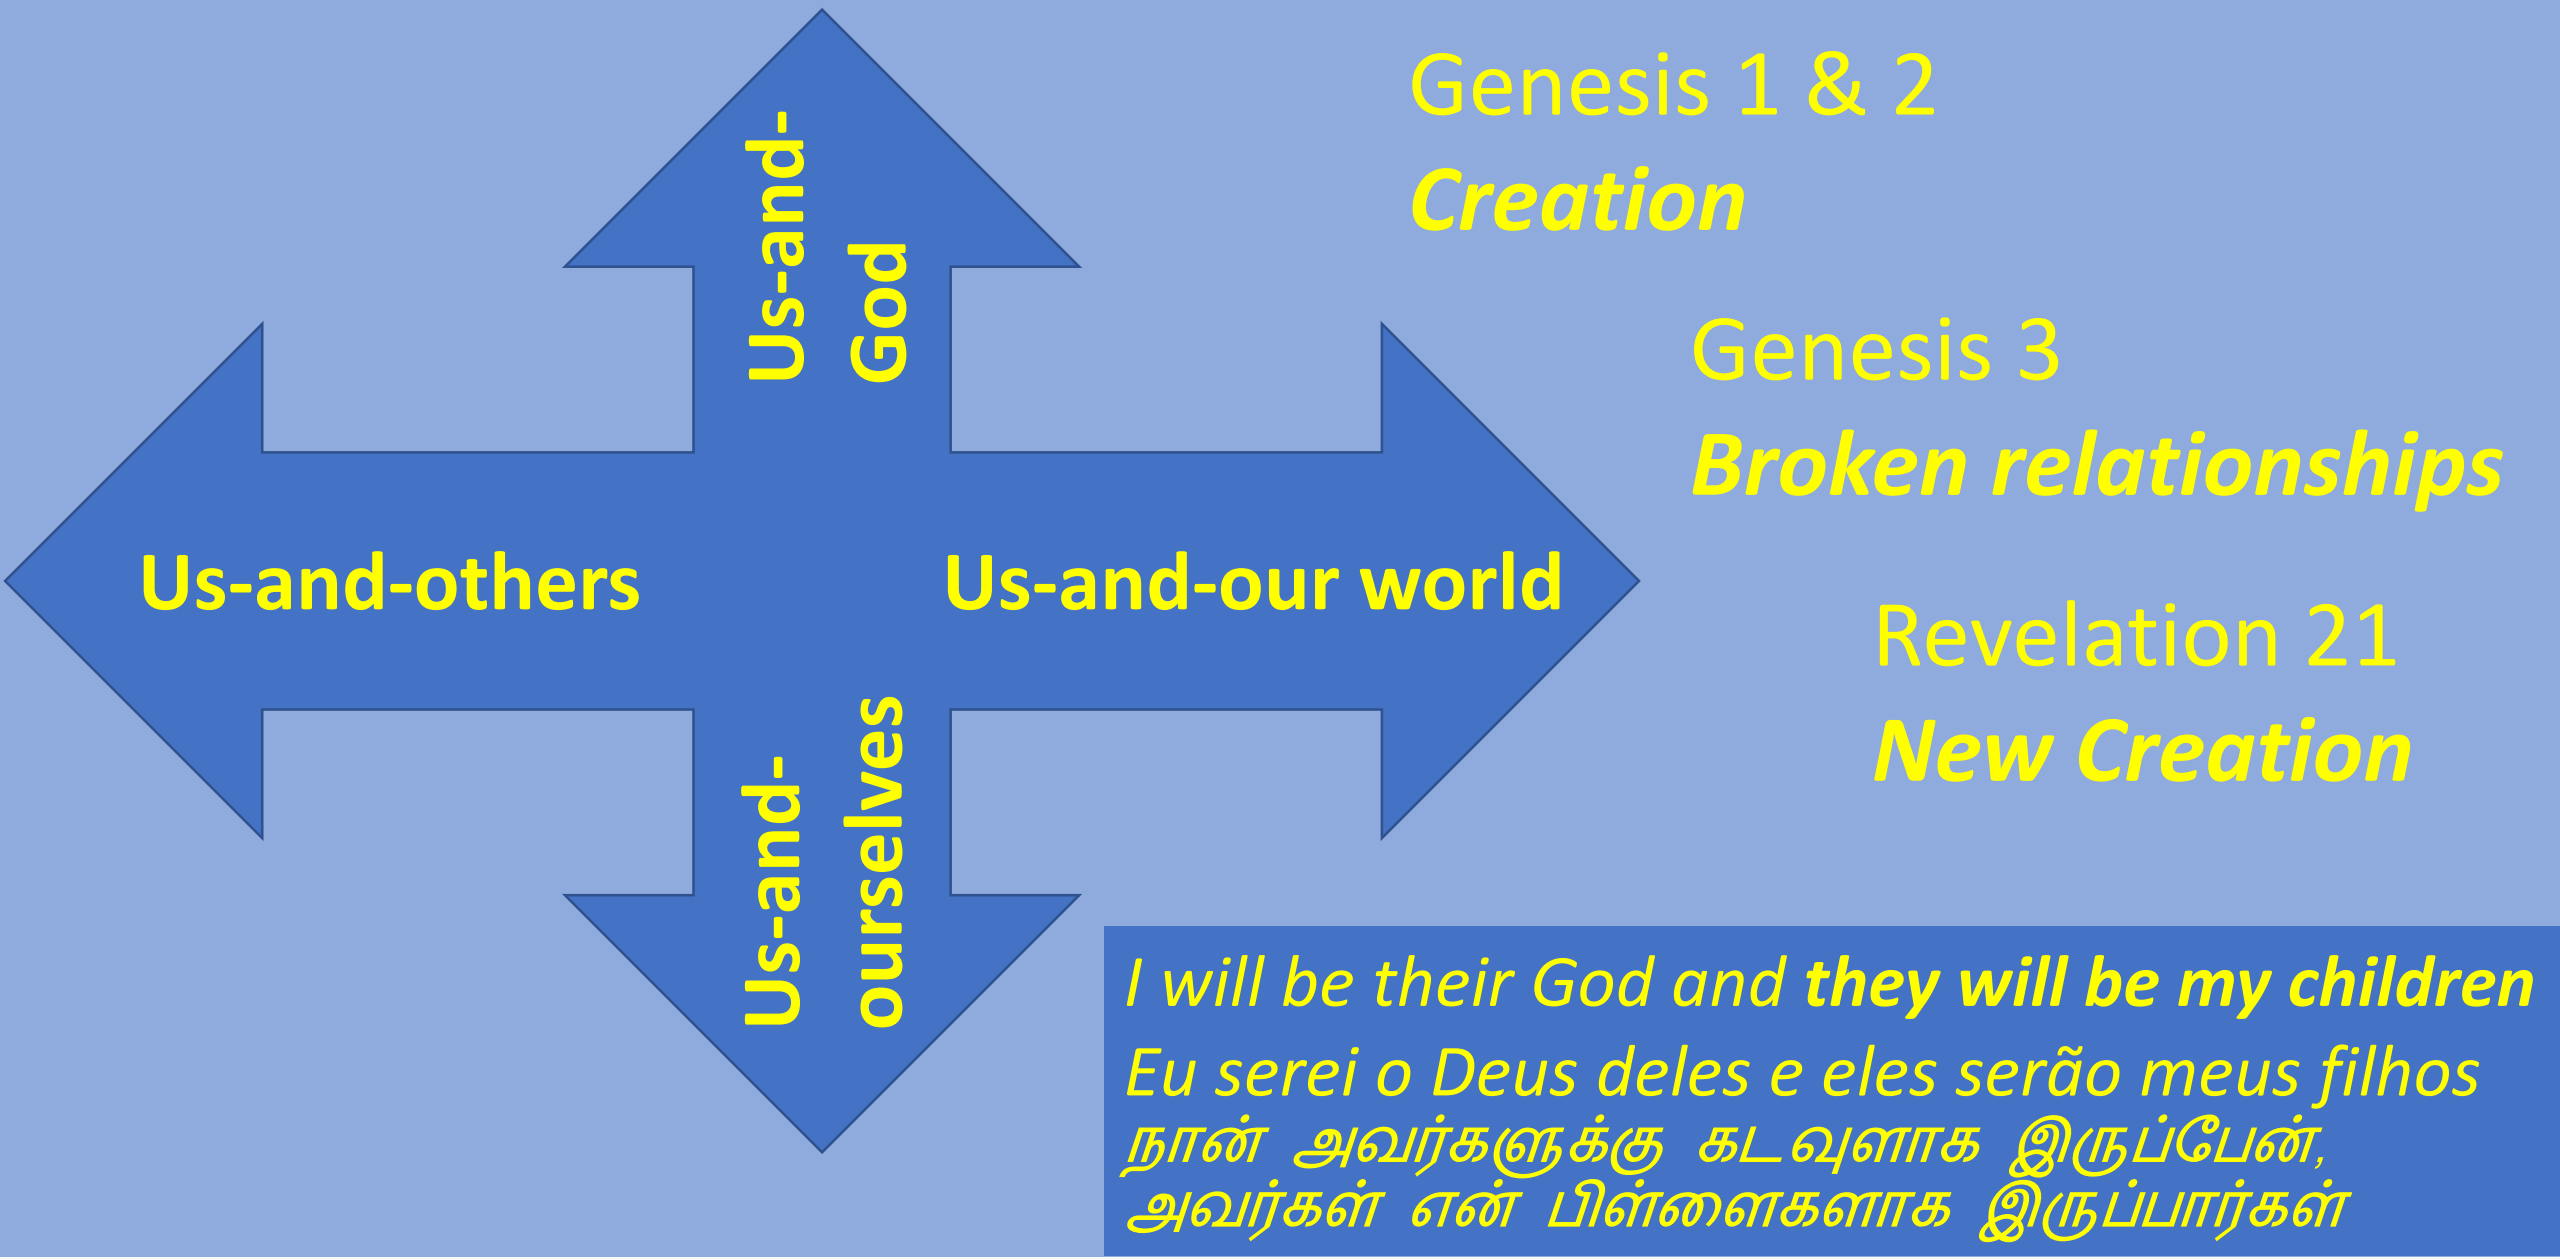 Us-and-
God
Us-and-others
Us-and-our world
Us-and-
ourselves
Genesis 1 & 2
Creation
Genesis 3
Broken relationships
Revelation 21
New Creation
I will be their God and they will be my children
Eu serei o Deus deles e eles serão meus filhos
நான் அவர்களுக்கு கடவுளாக இருப்பேன்,
அவர்கள் என் பிள்ளைகளாக இருப்பார்கள்